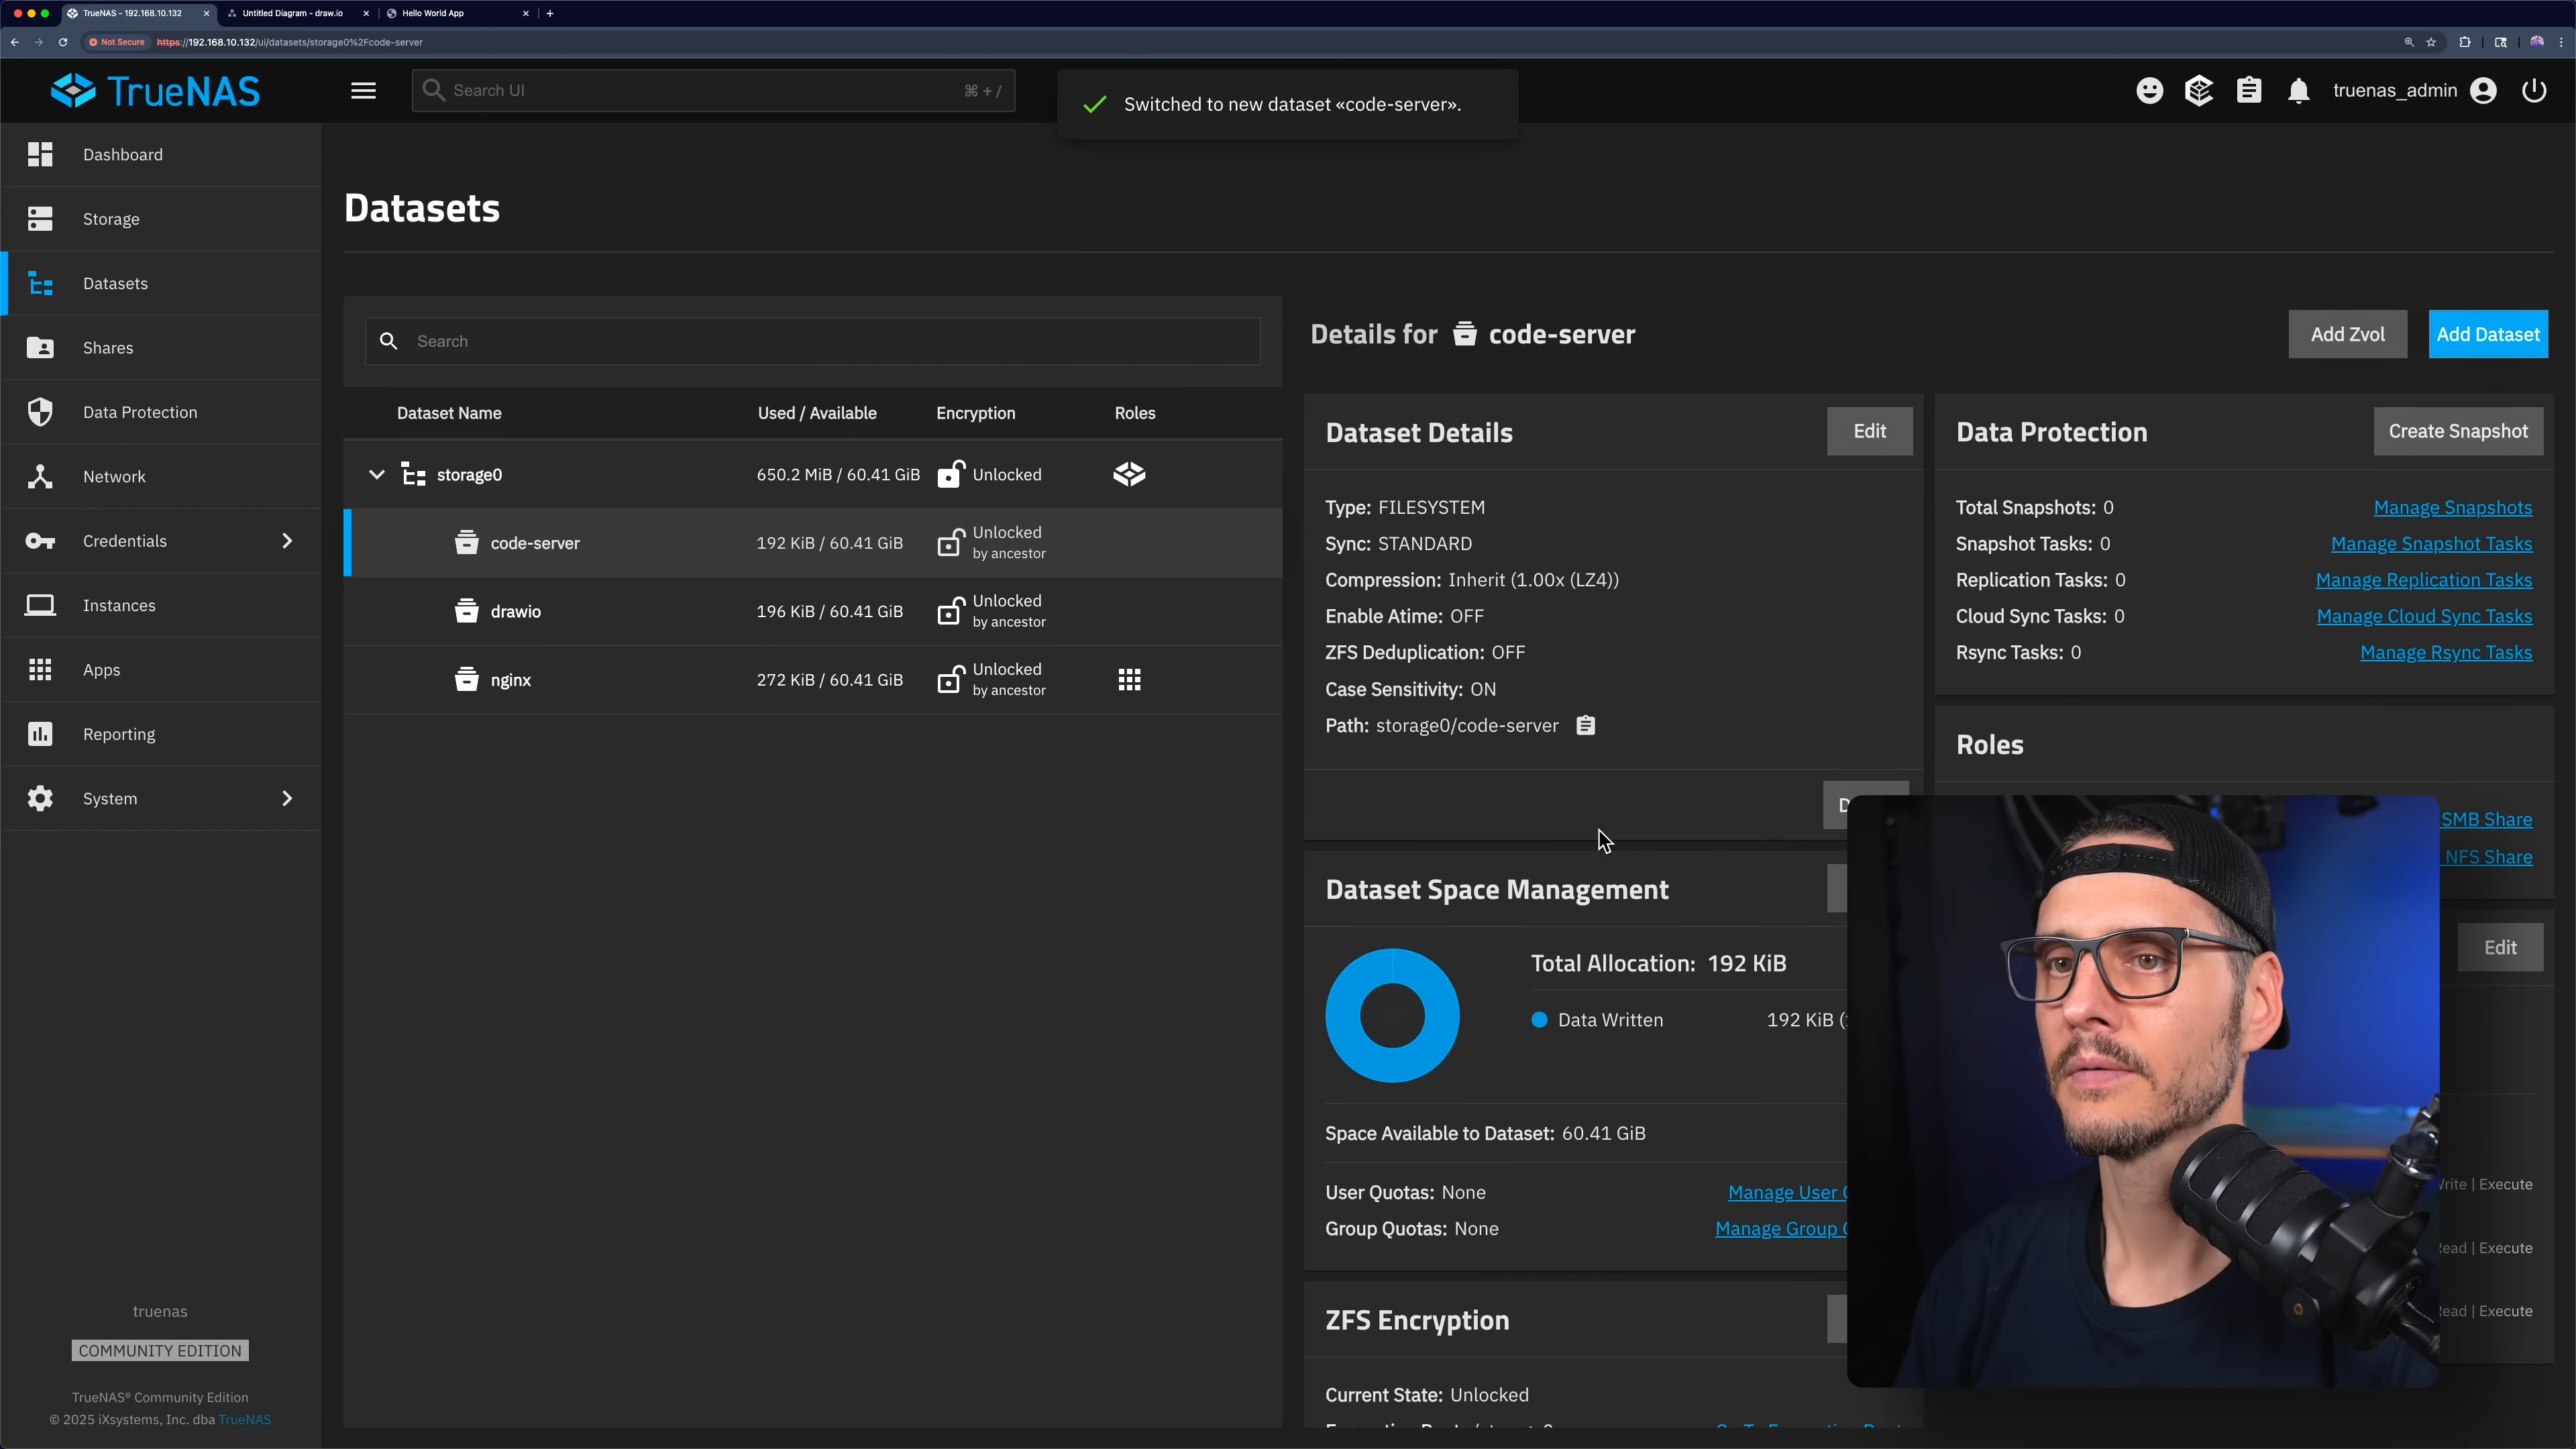 TrueNAS - 192.168.10.132
Untitled Diagram - draw.io
Hello World App
Not Secure https://192.168.10.132/ui/datasets/storage0%2Fcode-server
TrueNAS
Search UI
⌘ + /
Switched to new dataset «code-server».
truenas_admin
Dashboard
Storage
Datasets
Shares
Data Protection
Network
Credentials
Instances
Apps
Reporting
System
truenas
COMMUNITY EDITION
TrueNAS® Community Edition
© 2025 iXsystems, Inc. dba TrueNAS
Datasets
Search
Dataset Name Used / Available Encryption Roles
storage0 650.2 MiB / 60.41 GiB Unlocked
code-server 192 KiB / 60.41 GiB Unlocked
by ancestor
drawio 196 KiB / 60.41 GiB Unlocked
by ancestor
nginx 272 KiB / 60.41 GiB Unlocked
by ancestor
Details for code-server
Add Zvol
Add Dataset
Dataset Details
Edit
Type: FILESYSTEM
Sync: STANDARD
Compression: Inherit (1.00x (LZ4))
Enable Atime: OFF
ZFS Deduplication: OFF
Case Sensitivity: ON
Path: storage0/code-server
Dataset Space Management
Total Allocation: 192 KiB
Data Written 192 KiB
Space Available to Dataset: 60.41 GiB
User Quotas: None Manage User
Group Quotas: None Manage Group
ZFS Encryption
Current State: Unlocked
Data Protection
Create Snapshot
Total Snapshots: 0 Manage Snapshots
Snapshot Tasks: 0 Manage Snapshot Tasks
Replication Tasks: 0 Manage Replication Tasks
Cloud Sync Tasks: 0 Manage Cloud Sync Tasks
Rsync Tasks: 0 Manage Rsync Tasks
Roles
SMB Share
NFS Share
Edit
| Execute
| Execute
| Execute